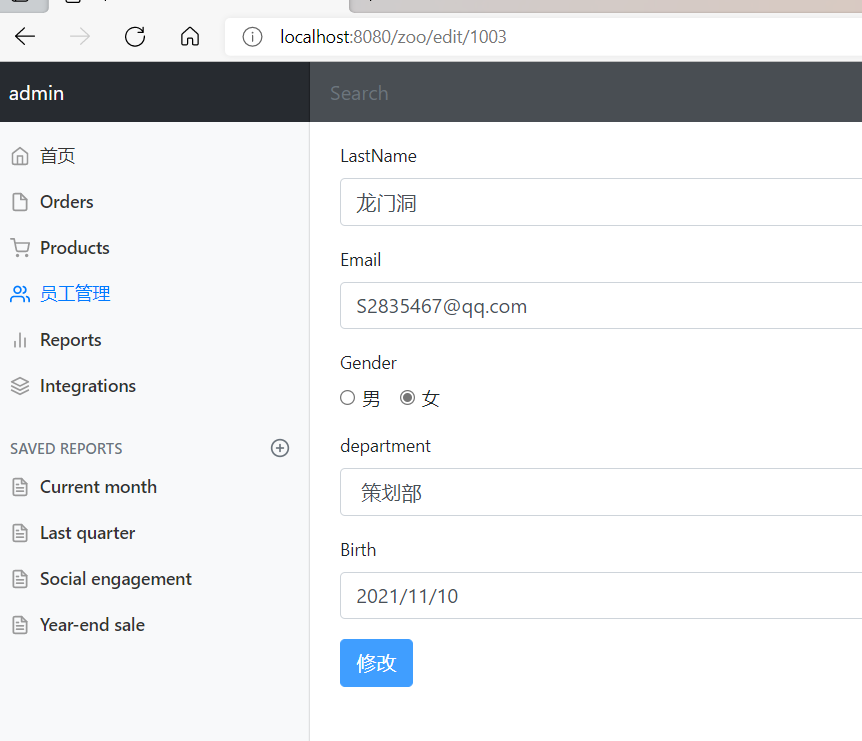 localhost:8080/zoo/edit/1003
admin
Search
首页
Orders
Products
员工管理
Reports
Integrations
SAVED REPORTS
Current month
Last quarter
Social engagement
Year-end sale
LastName
龙门洞
Email
S2835467@qq.com
Gender
男 女
department
策划部
Birth
2021/11/10
修改